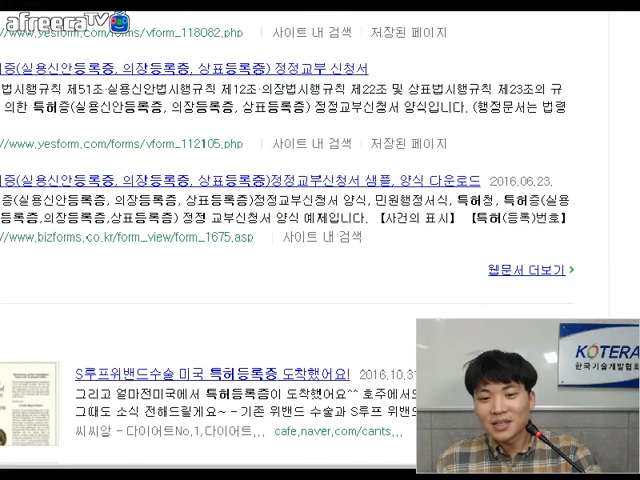 afreecaTV
//www.yesform.com/forms/vform_118082.php 사이트 내 검색 저장된 페이지
허증(실용신안등록증, 의장등록증, 상표등록증) 정정교부 신청서
법시행규칙 제51조·실용신안법시행규칙 제12조·의장법시행규칙 제22조 및 상표법시행규칙 제23조의 규
의한 특허증(실용신안등록증, 의장등록증, 상표등록증) 정정교부신청서 양식입니다. (행정문서는 법령
//www.yesform.com/forms/vform_112105.php 사이트 내 검색 저장된 페이지
허증(실용신안등록증, 의장등록증, 상표등록증)정정교부신청서 샘플, 양식 다운로드 2016.06.23.
증(실용신안등록증, 의장등록증, 상표등록증)정정교부신청서 양식, 민원행정서식, 특허청, 특허증(실용
등록증,의장등록증,상표등록증) 정정 교부신청서 양식 예제입니다. 【사건의 표시】 【특허(등록)번호】
//www.bizforms.co.kr/form_view/form_1675.asp 사이트 내 검색
웹문서 더보기
S루프위밴드수술 미국 특허등록증 도착했어요! 2016.10.31
그리고 얼마전미국에서 특허등록증이 도착했어요^^ 호주에서도
그때도 소식 전해드릴게요~ - 기존 위밴드 수술과 S루프 위밴드
씨씨앙 - 다이어트No.1,다이어트,,, cafe.naver.com/cants,,,
KOTERA
한국기술개발협회